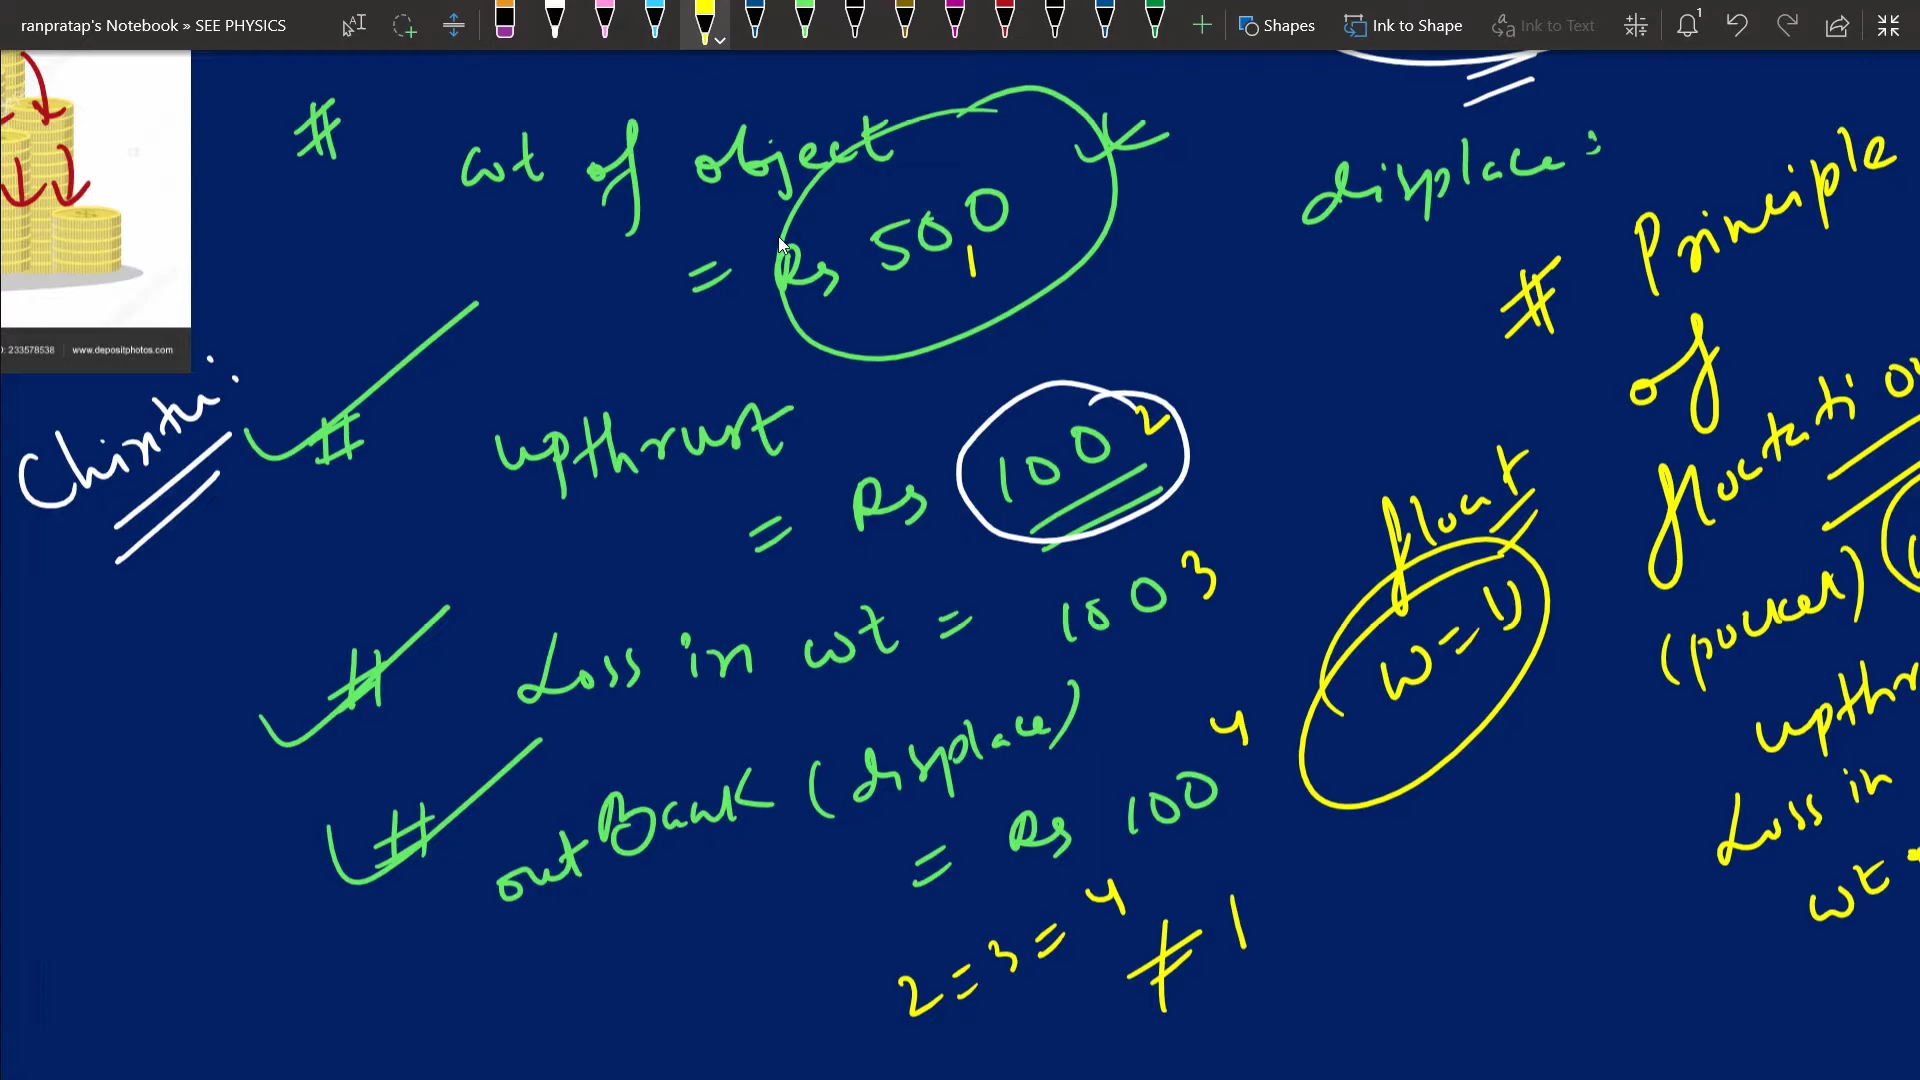 ranpratap's Notebook » SEE PHYSICS
Shapes
Ink to Shape
Ink to Text
1
: 233578538 | www.depositphotos.com
# wt of object
= Rs 500
1
displace:
# Principle
of
floatation
(pocket)
upthr
Loss in
wt
Chintu:
# upthrust
= Rs 100 2
float
W = U
# Loss in wt = 100 3
# out Bank (displace)
= Rs 100 4
2 = 3 = 4 ≠ 1